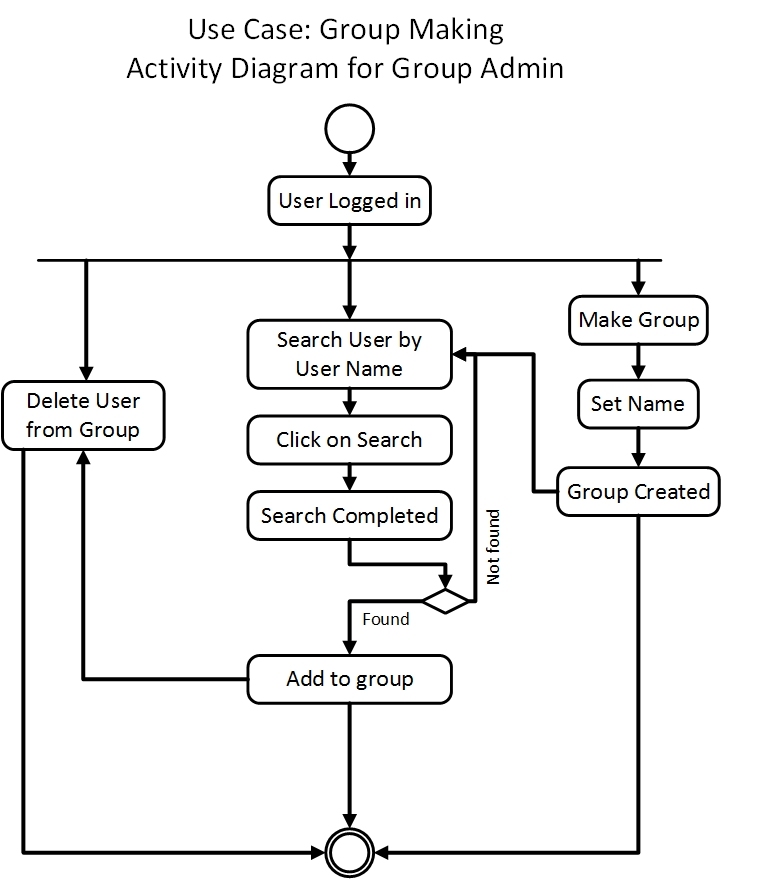 Use Case: Group Making
Activity Diagram for Group Admin
User Logged in
Make Group
Search User by
User Name
Delete User
from Group
Set Name
Click on Search
Group Created
Search Completed
Not found
Found
Add to group